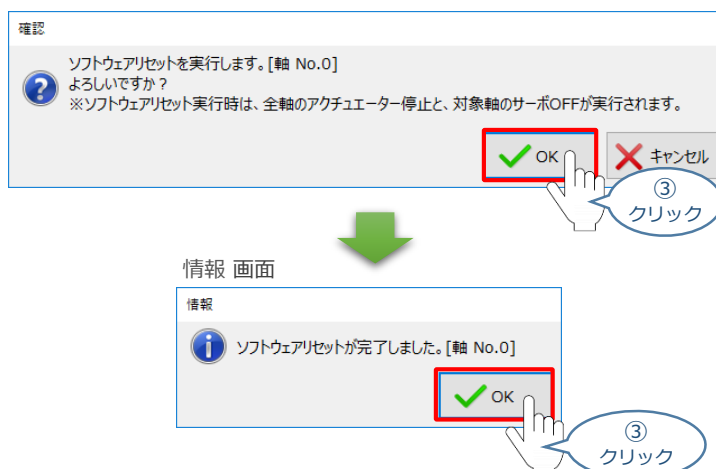 確認
ソフトウェアリセットを実行します。[軸 No.0]
よろしいですか?
※ソフトウェアリセット実行時は、全軸のアクチュエーター停止と、対象軸のサーボOFFが実行されます。
OK
キャンセル
③
クリック
情報 画面
情報
ソフトウェアリセットが完了しました。[軸 No.0]
OK
③
クリック